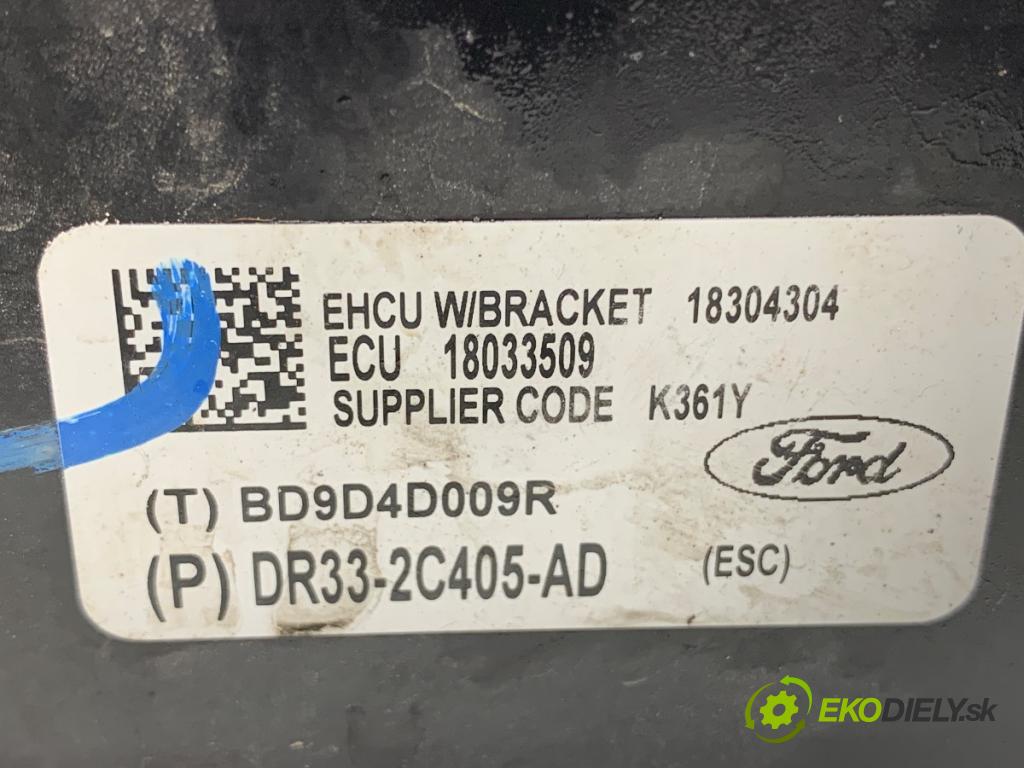 EHCU W/BRACKET 18304304
ECU 18033509
SUPPLIER CODE K361Y
Ford
(T) BD9D4D009R
(P) DR33-2C405-AD (ESC)
EKODIELY.sk